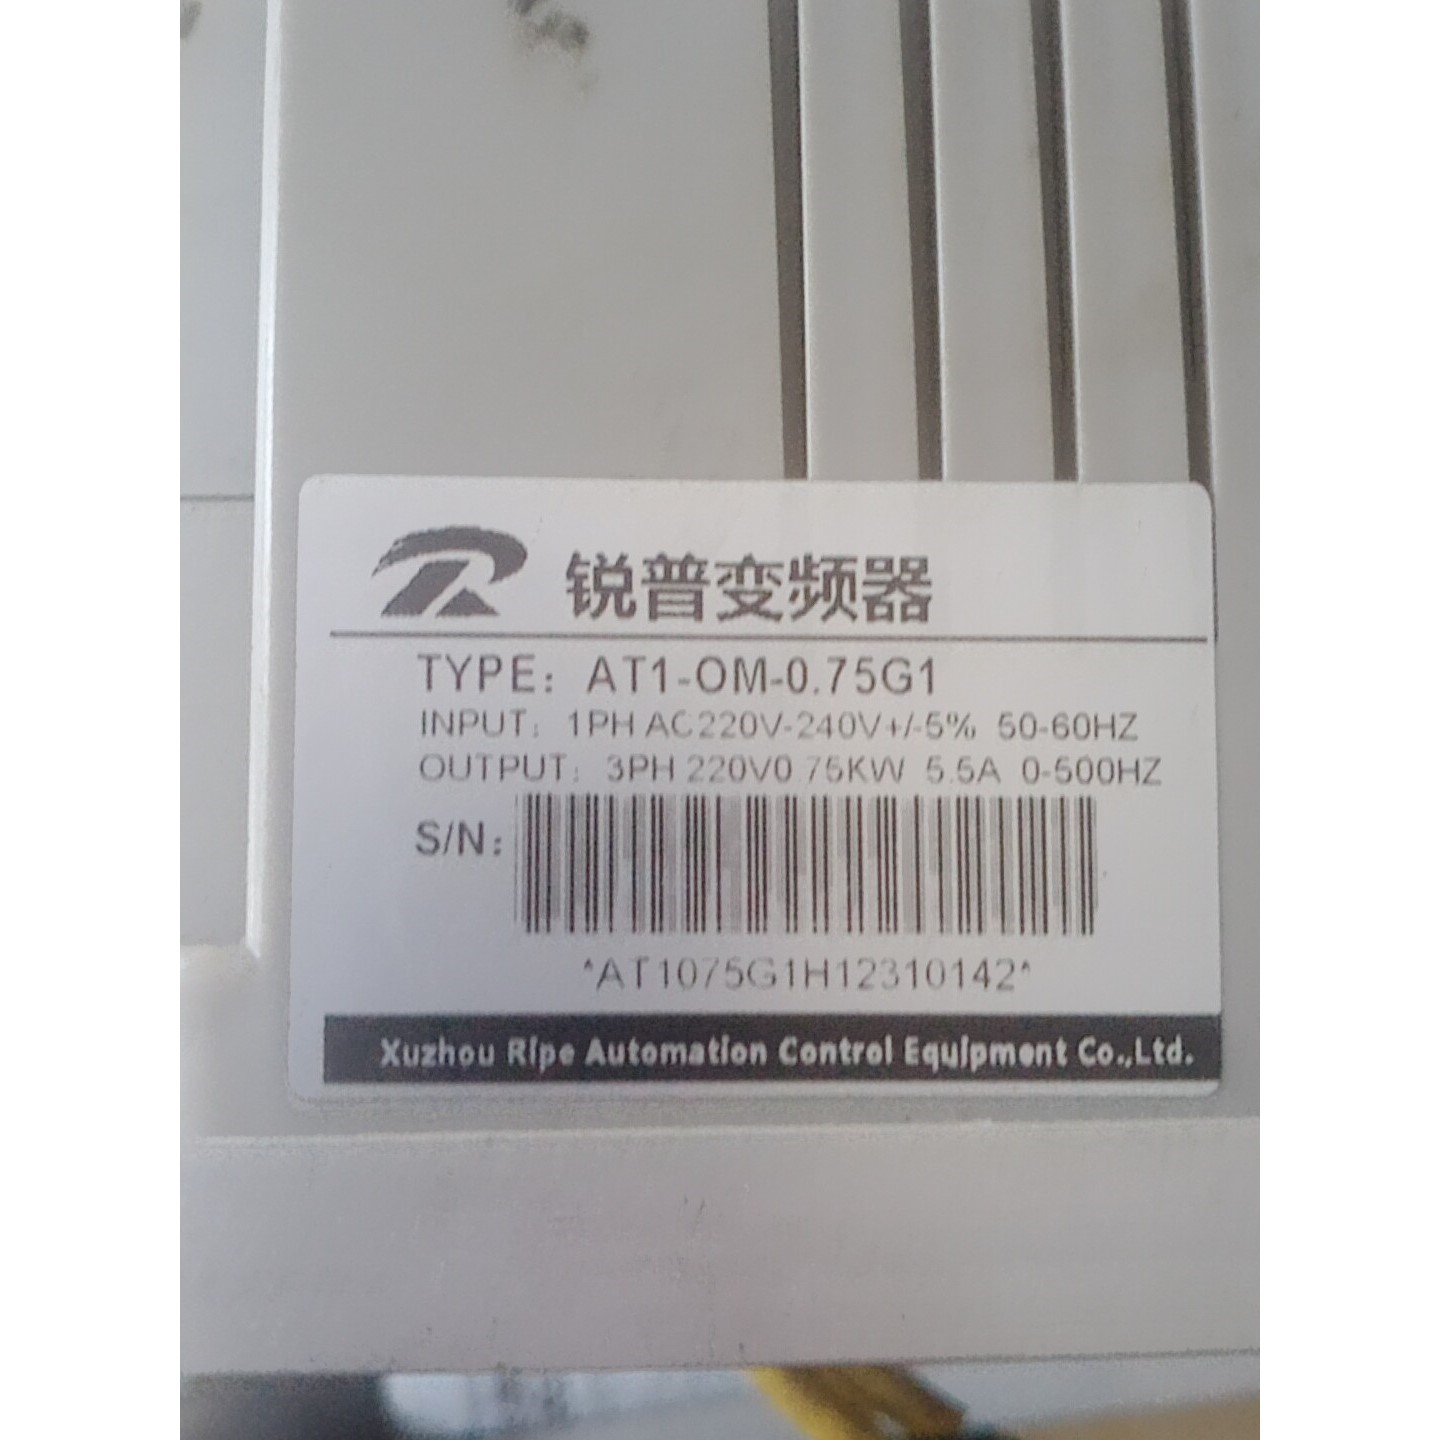 锐普变频器
TYPE: AT1-OM-0.75G1
INPUT: 1PH AC220V-240V+/-5% 50-60HZ
OUTPUT: 3PH 220V0.75KW 5.5A 0-500HZ
S/N:
*AT1075G1H12310142*
Xuzhou Ripe Automation Control Equipment Co.,Ltd.